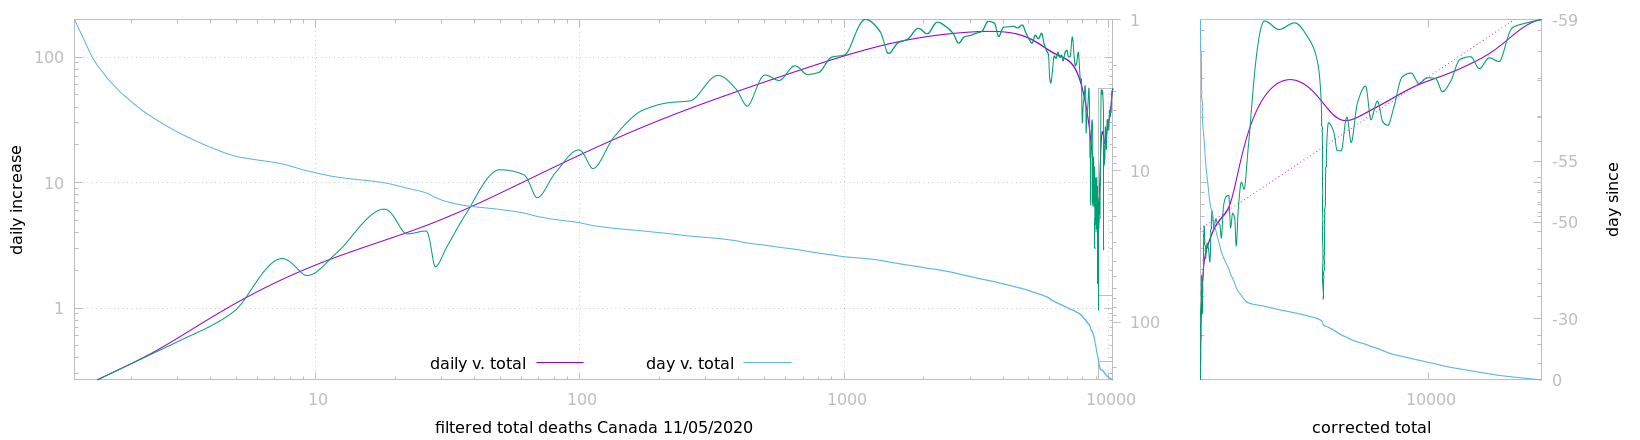 100
10
1
daily increase
10
100
1000
10000
1
10
100
daily v. total
day v. total
filtered total deaths Canada 11/05/2020
-59
-55
-50
-30
0
day since
10000
corrected total